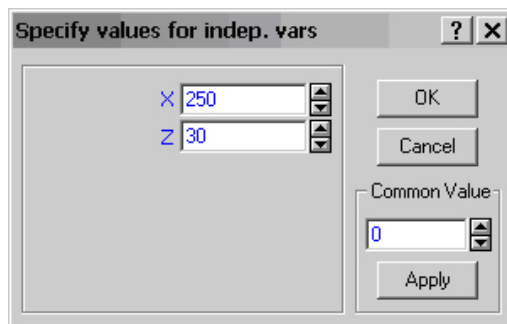 Specify values for indep. vars ? ×
X 250
Z 30
OK
Cancel
Common Value
0
Apply